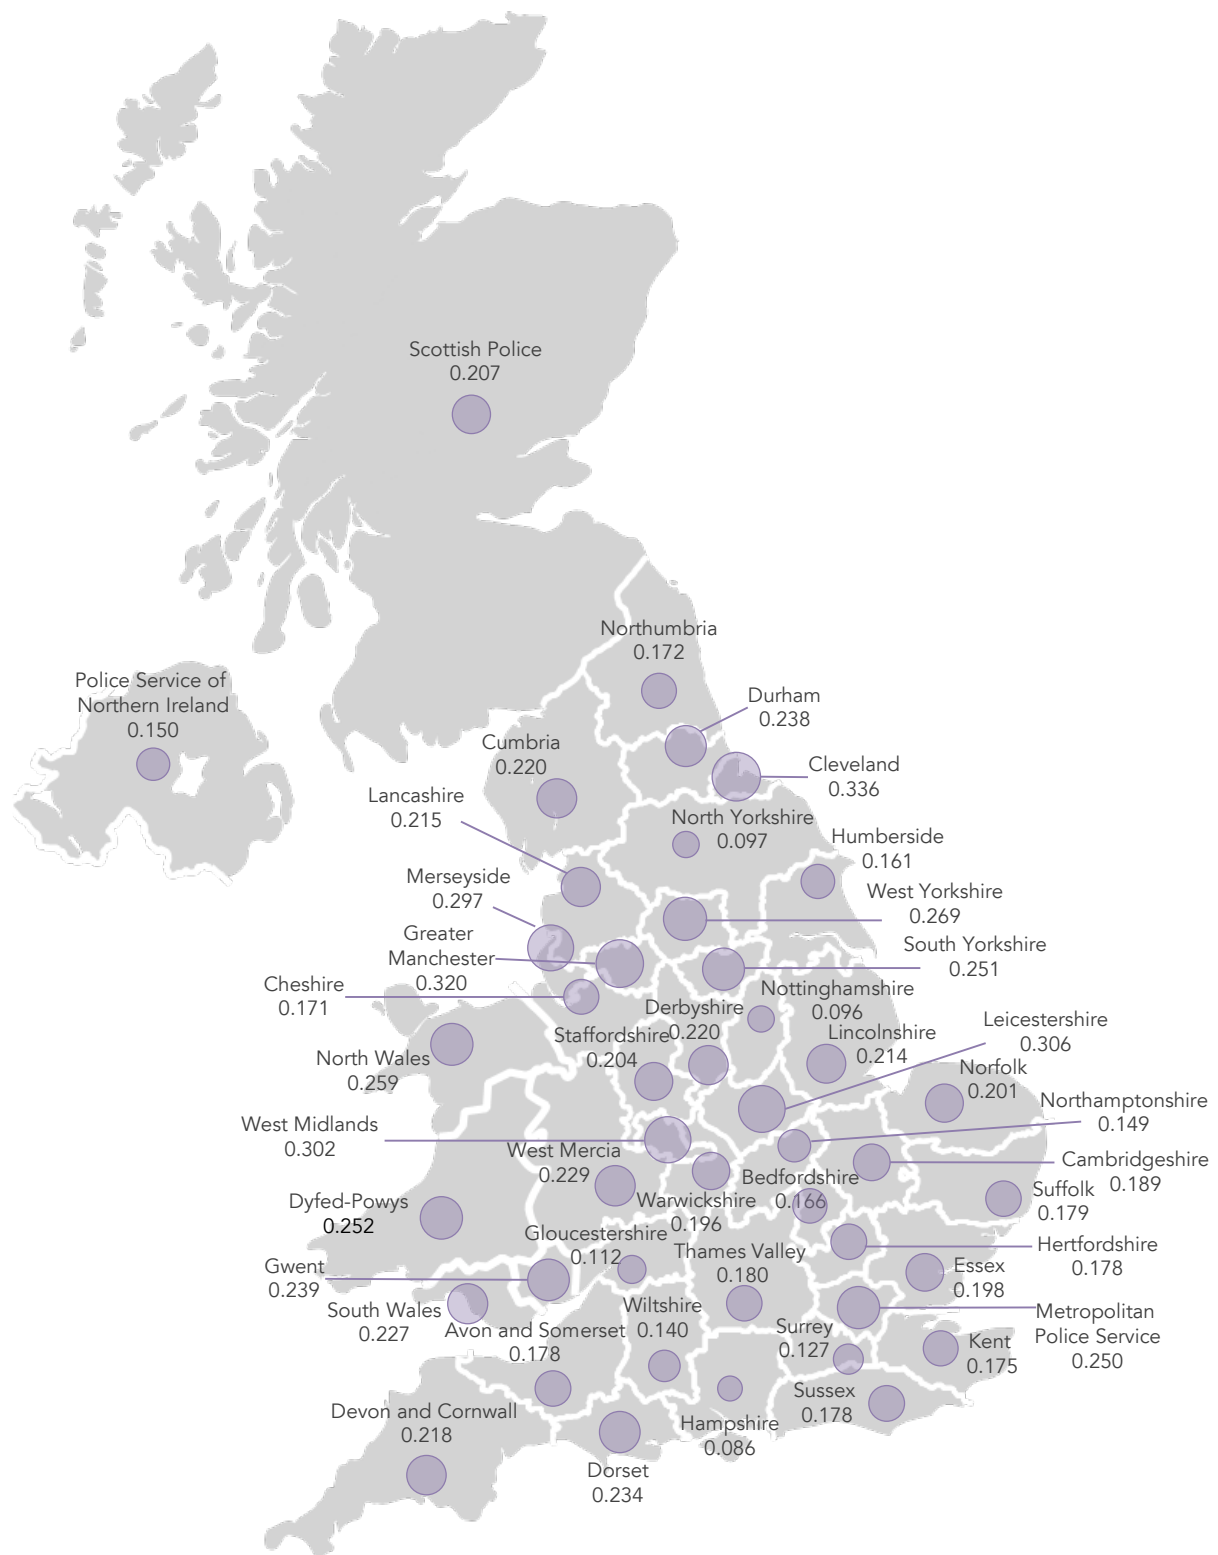 Scottish Police
0.207
Northumbria
0.172
Police Service of
Northern Ireland
0.150
Durham
0.238
Cumbria
0.220
Cleveland
0.336
Lancashire
0.215
North Yorkshire
0.097
Humberside
0.161
Merseyside
0.297
West Yorkshire
0.269
Greater
Manchester
0.320
South Yorkshire
0.251
Cheshire
0.171
Nottinghamshire
0.096
Derbyshire
0.220
Leicestershire
0.306
Staffordshire
0.204
Lincolnshire
0.214
North Wales
0.259
Norfolk
0.201
Northamptonshire
0.149
West Midlands
0.302
West Mercia
0.229
Cambridgeshire
0.189
Bedfordshire
0.166
Suffolk
0.179
Dyfed-Powys
0.252
Warwickshire
0.196
Gloucestershire
0.112
Thames Valley
0.180
Hertfordshire
0.178
Gwent
0.239
Essex
0.198
South Wales
0.227
Wiltshire
0.140
Metropolitan
Police Service
0.250
Avon and Somerset
0.178
Surrey
0.127
Kent
0.175
Sussex
0.178
Devon and Cornwall
0.218
Hampshire
0.086
Dorset
0.234